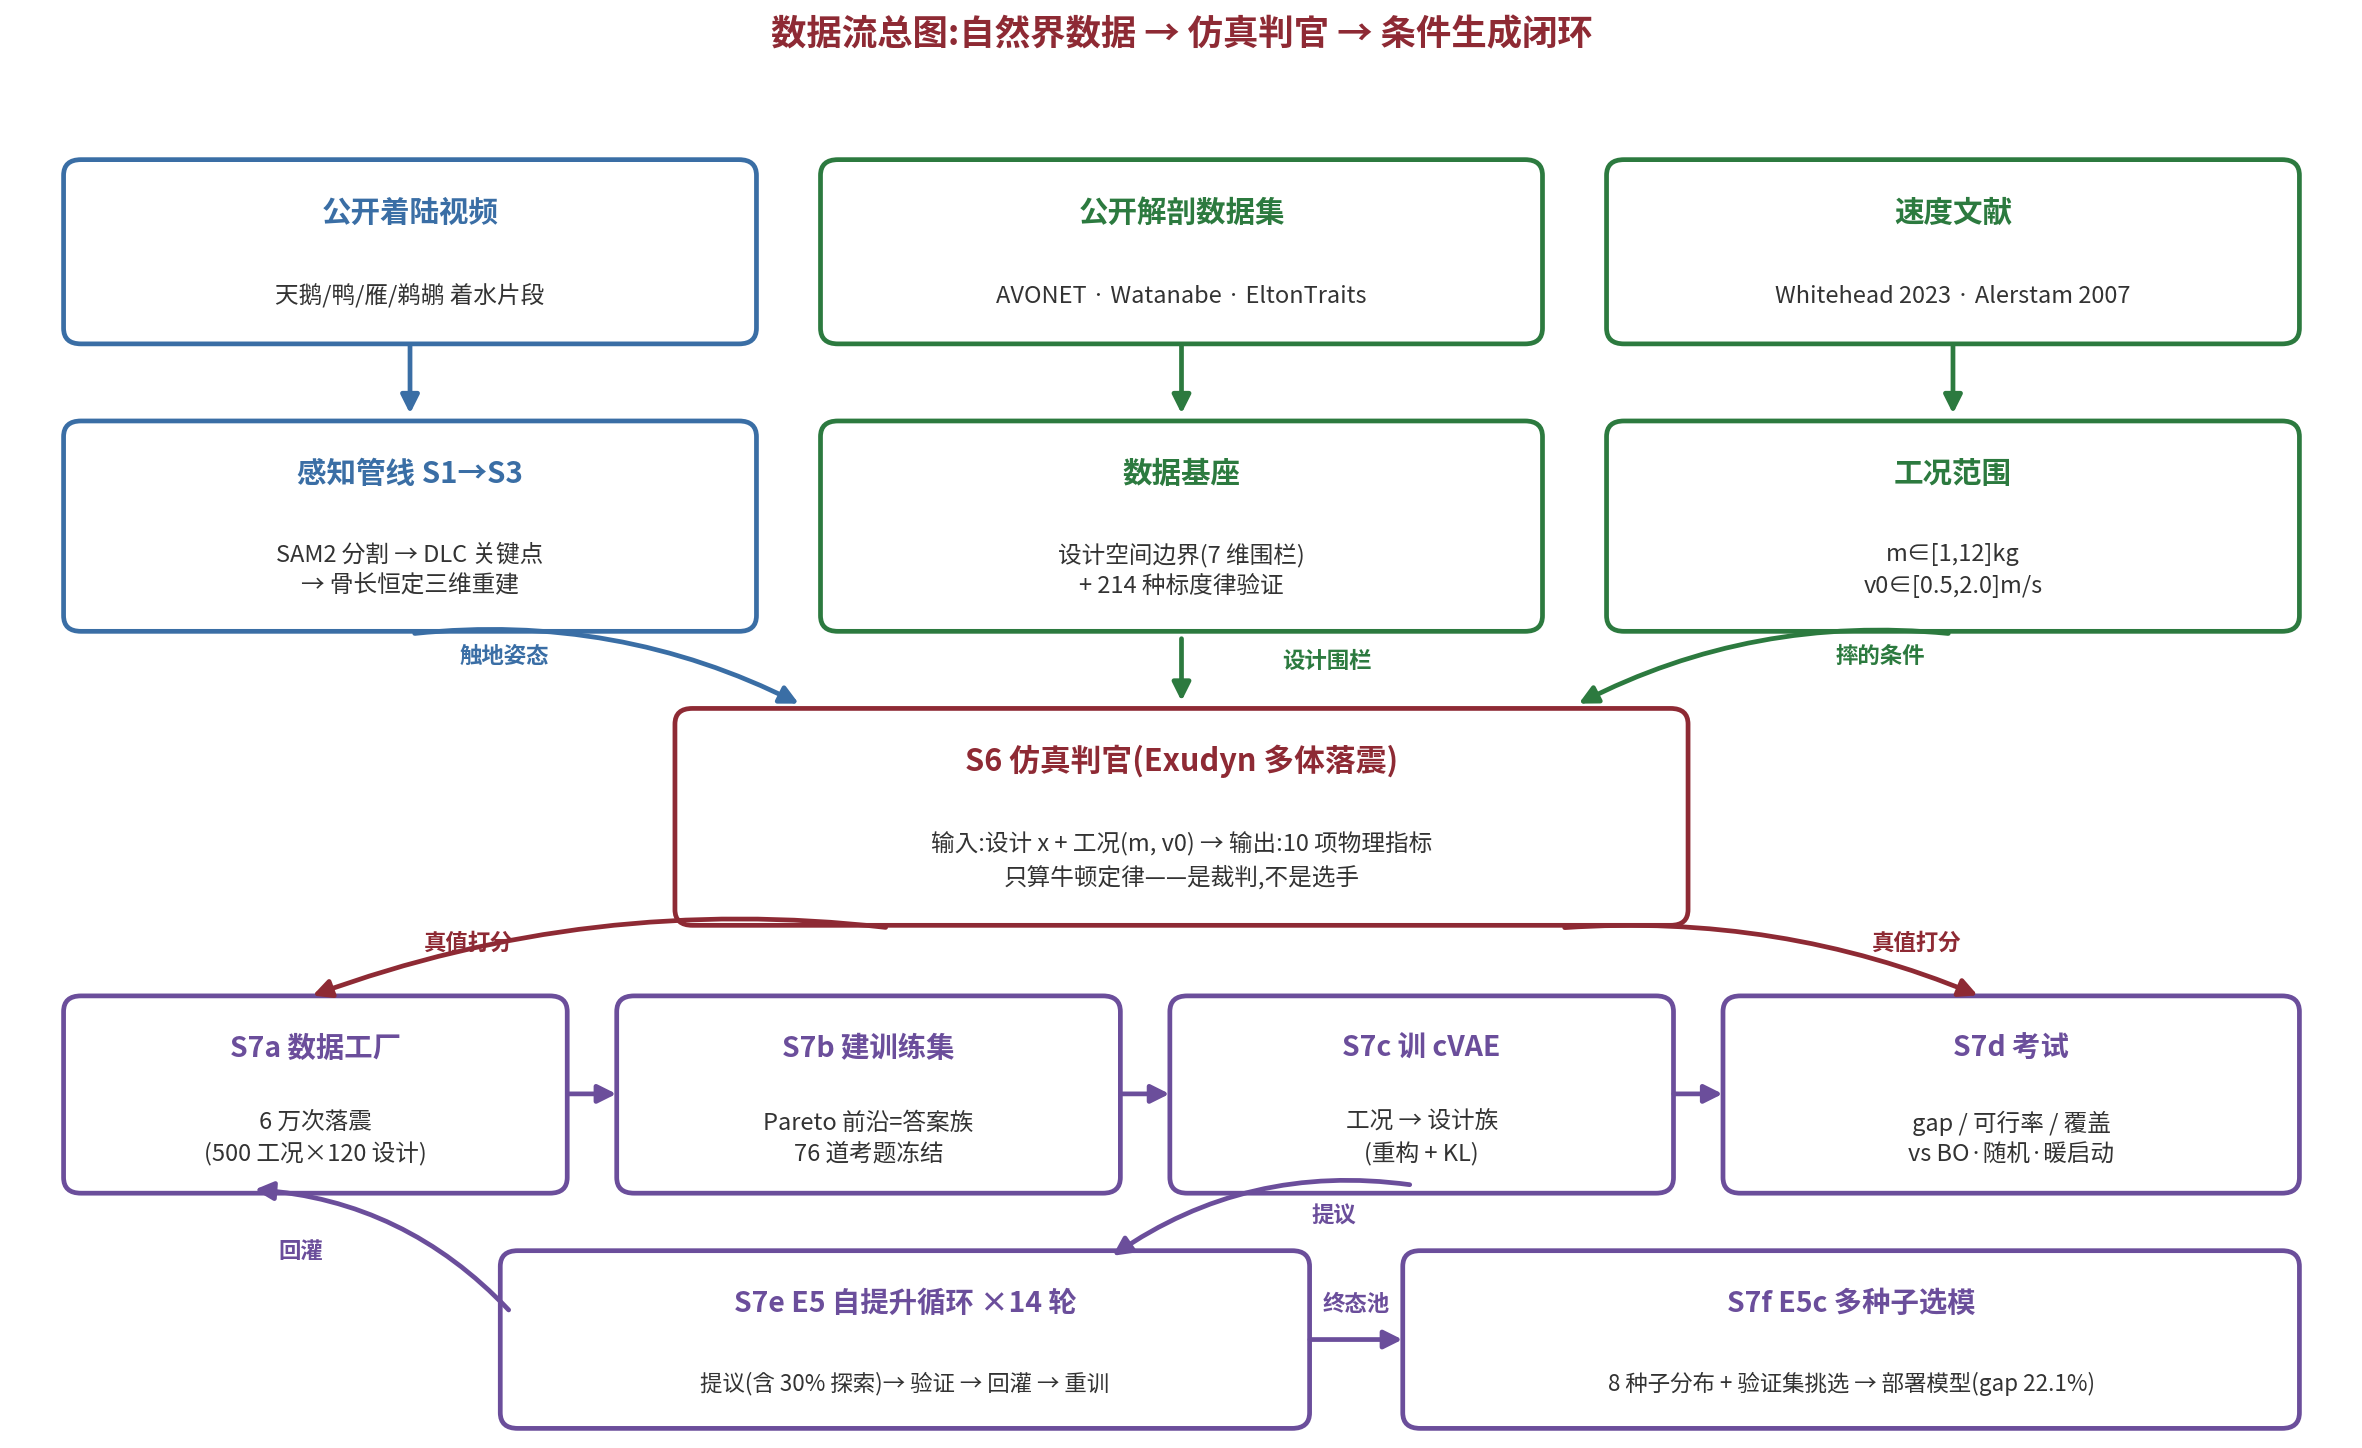 数据流总图:自然界数据 → 仿真判官 → 条件生成闭环
公开着陆视频
天鹅/鸭/雁/鹈鹕 着水片段
公开解剖数据集
AVONET · Watanabe · EltonTraits
速度文献
Whitehead 2023 · Alerstam 2007
感知管线 S1→S3
SAM2 分割 → DLC 关键点
→ 骨长恒定三维重建
数据基座
设计空间边界(7 维围栏)
+ 214 种标度律验证
工况范围
m∈[1,12]kg
v0∈[0.5,2.0]m/s
触地姿态
设计围栏
摔的条件
S6 仿真判官(Exudyn 多体落震)
输入:设计 x + 工况(m, v0) → 输出:10 项物理指标
只算牛顿定律——是裁判,不是选手
真值打分
真值打分
S7a 数据工厂
6 万次落震
(500 工况×120 设计)
S7b 建训练集
Pareto 前沿=答案族
76 道考题冻结
S7c 训 cVAE
工况 → 设计族
(重构 + KL)
S7d 考试
gap / 可行率 / 覆盖
vs BO·随机·暖启动
回灌
提议
S7e E5 自提升循环 ×14 轮
提议(含 30% 探索)→ 验证 → 回灌 → 重训
终态池
S7f E5c 多种子选模
8 种子分布 + 验证集挑选 → 部署模型(gap 22.1%)